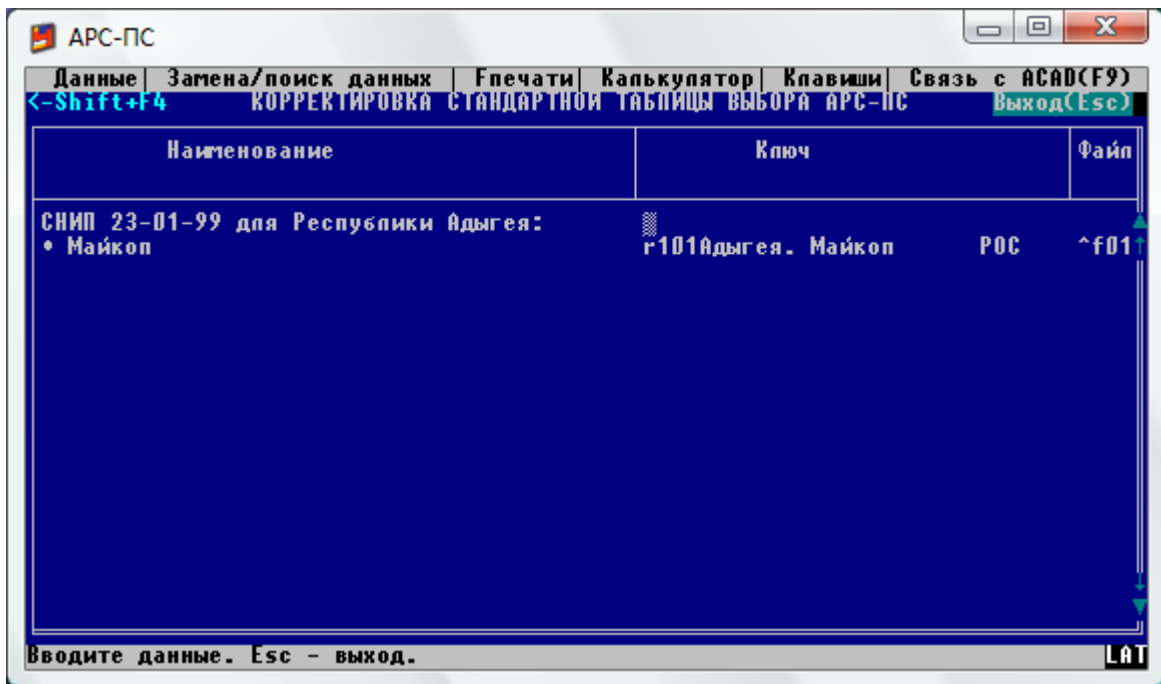 АРС-ПС
Данные| Замена/поиск данных | Fпечати| Калькулятор| Клавиши| Связь с ACAD(F9)
<-Shift+F4 КОРРЕКТИРОВКА СТАНДАРТНОЙ ТАБЛИЦЫ ВЫБОРА АРС-ПС Выход(Esc)
Наименование Ключ Файл
СНИП 23-01-99 для Республики Адыгея:
• Майкоп r101Адыгея. Майкоп РОС ^f01
Вводите данные. Esc - выход. LAT